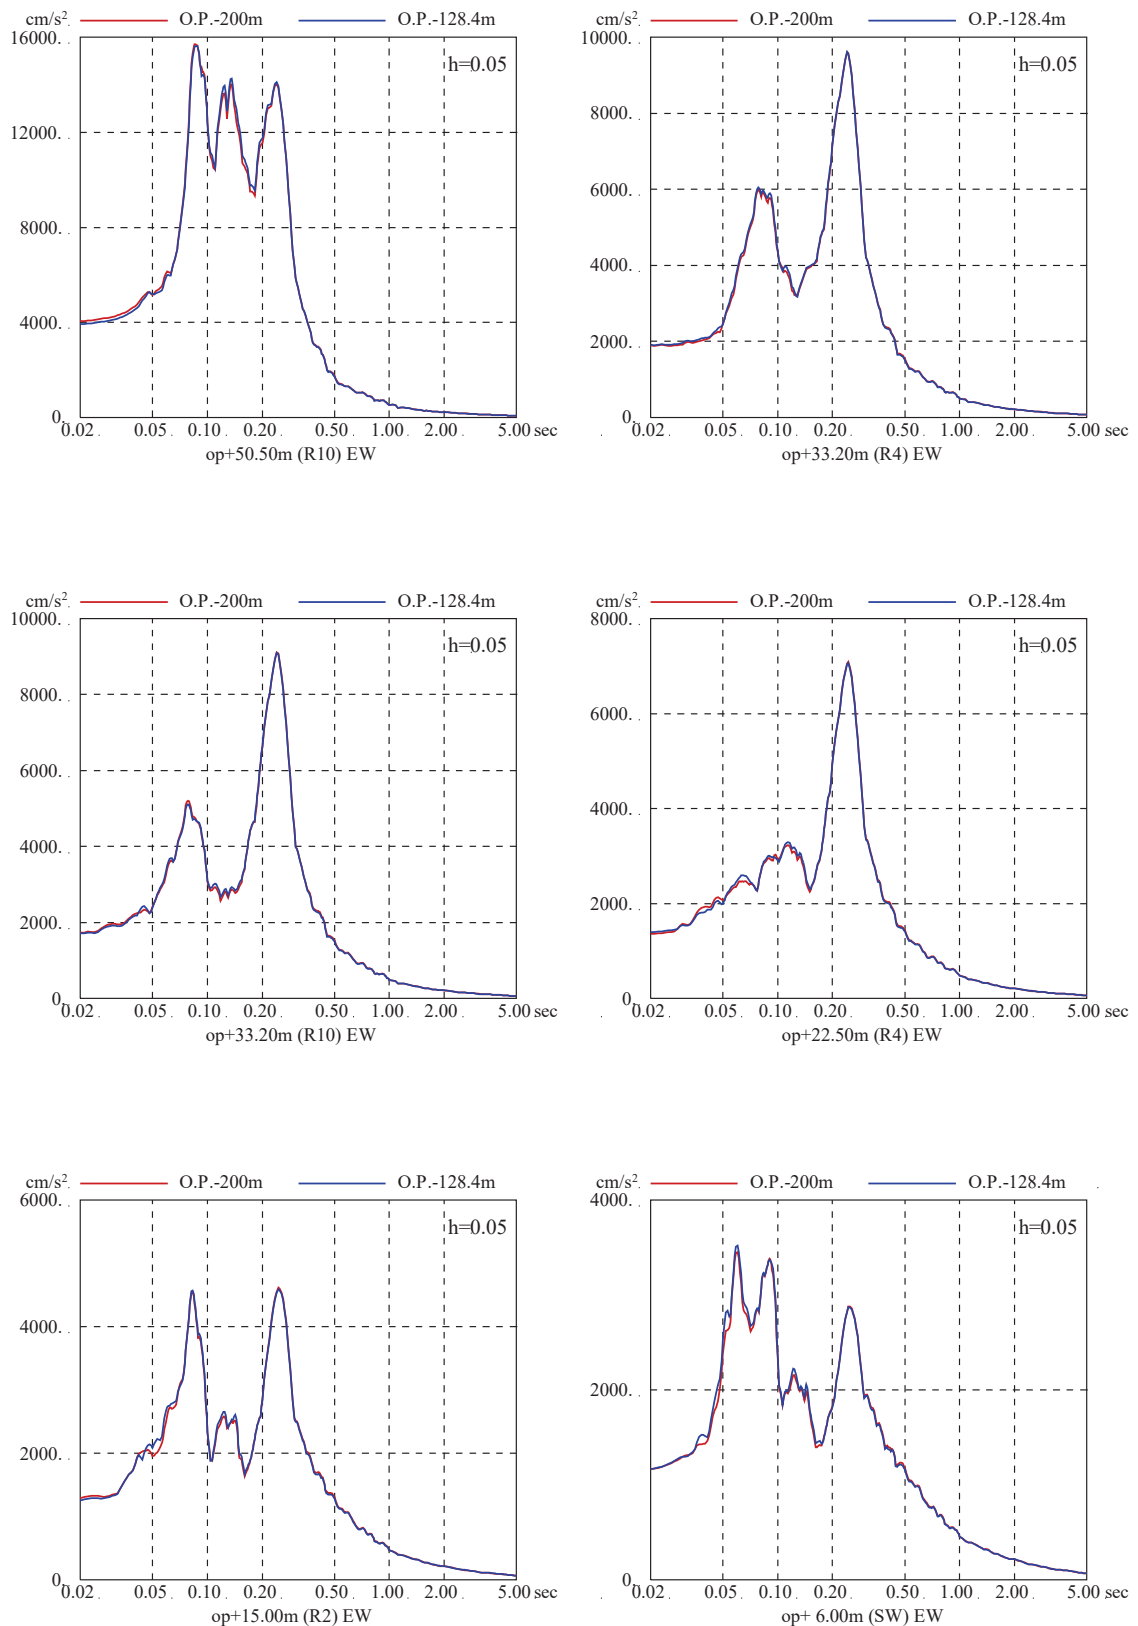 cm/s² O.P.-200m O.P.-128.4m
16000.
h=0.05
12000.
8000.
4000.
0.
0.02 0.05 0.10 0.20 0.50 1.00 2.00 5.00 sec
op+50.50m (R10) EW
cm/s² O.P.-200m O.P.-128.4m
10000.
h=0.05
8000.
6000.
4000.
2000.
0.
0.02 0.05 0.10 0.20 0.50 1.00 2.00 5.00 sec
op+33.20m (R4) EW
cm/s² O.P.-200m O.P.-128.4m
10000.
h=0.05
8000.
6000.
4000.
2000.
0.
0.02 0.05 0.10 0.20 0.50 1.00 2.00 5.00 sec
op+33.20m (R10) EW
cm/s² O.P.-200m O.P.-128.4m
8000.
h=0.05
6000.
4000.
2000.
0.
0.02 0.05 0.10 0.20 0.50 1.00 2.00 5.00 sec
op+22.50m (R4) EW
cm/s² O.P.-200m O.P.-128.4m
6000.
h=0.05
4000.
2000.
0.
0.02 0.05 0.10 0.20 0.50 1.00 2.00 5.00 sec
op+15.00m (R2) EW
cm/s² O.P.-200m O.P.-128.4m
4000.
h=0.05
2000.
0.
0.02 0.05 0.10 0.20 0.50 1.00 2.00 5.00 sec
op+ 6.00m (SW) EW